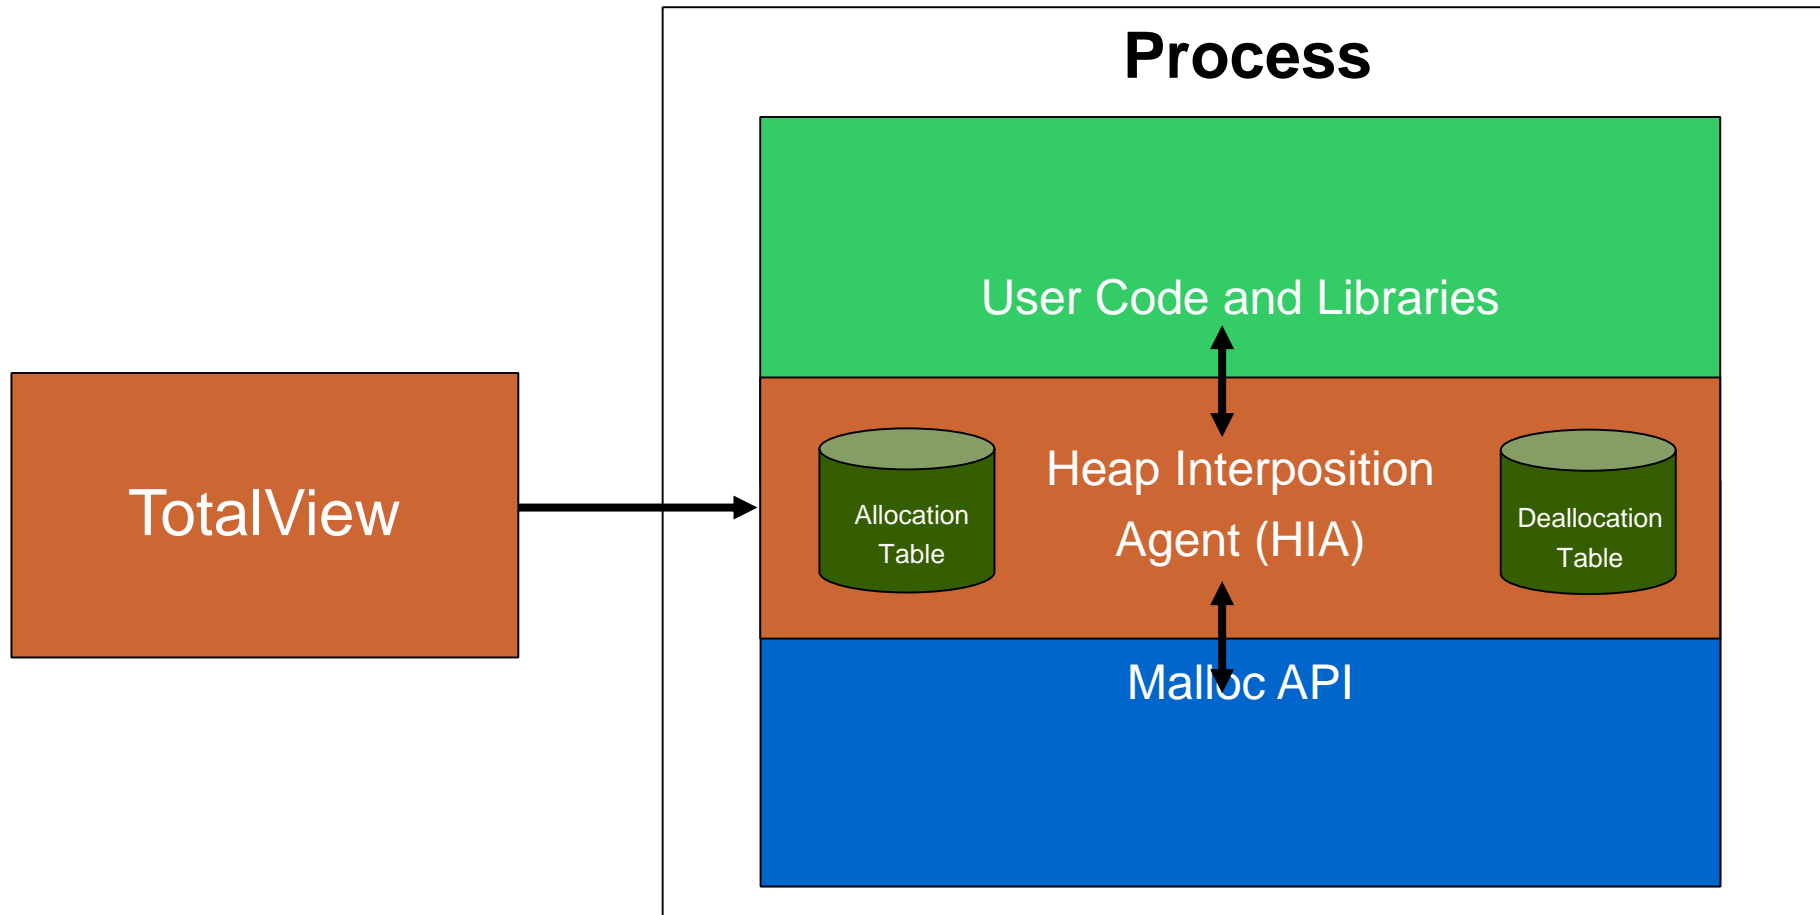 Process
User Code and Libraries
TotalView
Allocation
Table
Heap Interposition
Agent (HIA)
Deallocation
Table
Malloc API